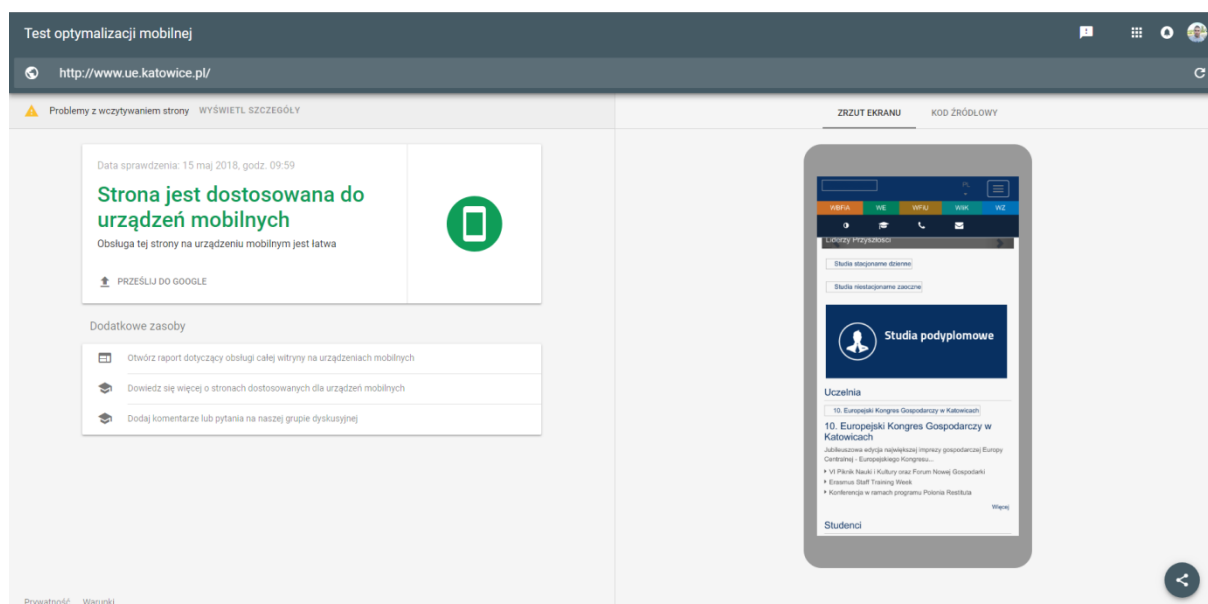 Test optymalizacji mobilnej
http://www.ue.katowice.pl/
Problemy z wczytywaniem strony WYŚWIETL SZCZEGÓŁY
ZRZUT EKRANU KOD ŹRÓDŁOWY
Data sprawdzenia: 15 maj 2018, godz. 09:59
Strona jest dostosowana do
urządzeń mobilnych
Obsługa tej strony na urządzeniu mobilnym jest łatwa
PRZEŚLIJ DO GOOGLE
Dodatkowe zasoby
Otwórz raport dotyczący obsługi całej witryny na urządzeniach mobilnych
Dowiedz się więcej o stronach dostosowanych dla urządzeń mobilnych
Dodaj komentarze lub pytania na naszej grupie dyskusyjnej
PL
WBFiA WE WFiU WIiK WZ
Liderzy Przyszłości
Studia stacjonarne dzienne
Studia niestacjonarne zaoczne
Studia podyplomowe
Uczelnia
10. Europejski Kongres Gospodarczy w Katowicach
10. Europejski Kongres Gospodarczy w
Katowicach
Jubileuszowa edycja największej imprezy gospodarczej Europy
Centralnej - Europejskiego Kongresu...
VI Piknik Nauki i Kultury oraz Forum Nowej Gospodarki
Erasmus Staff Training Week
Konferencja w ramach programu Polonia Restituta
Więcej
Studenci
Prywatność Warunki